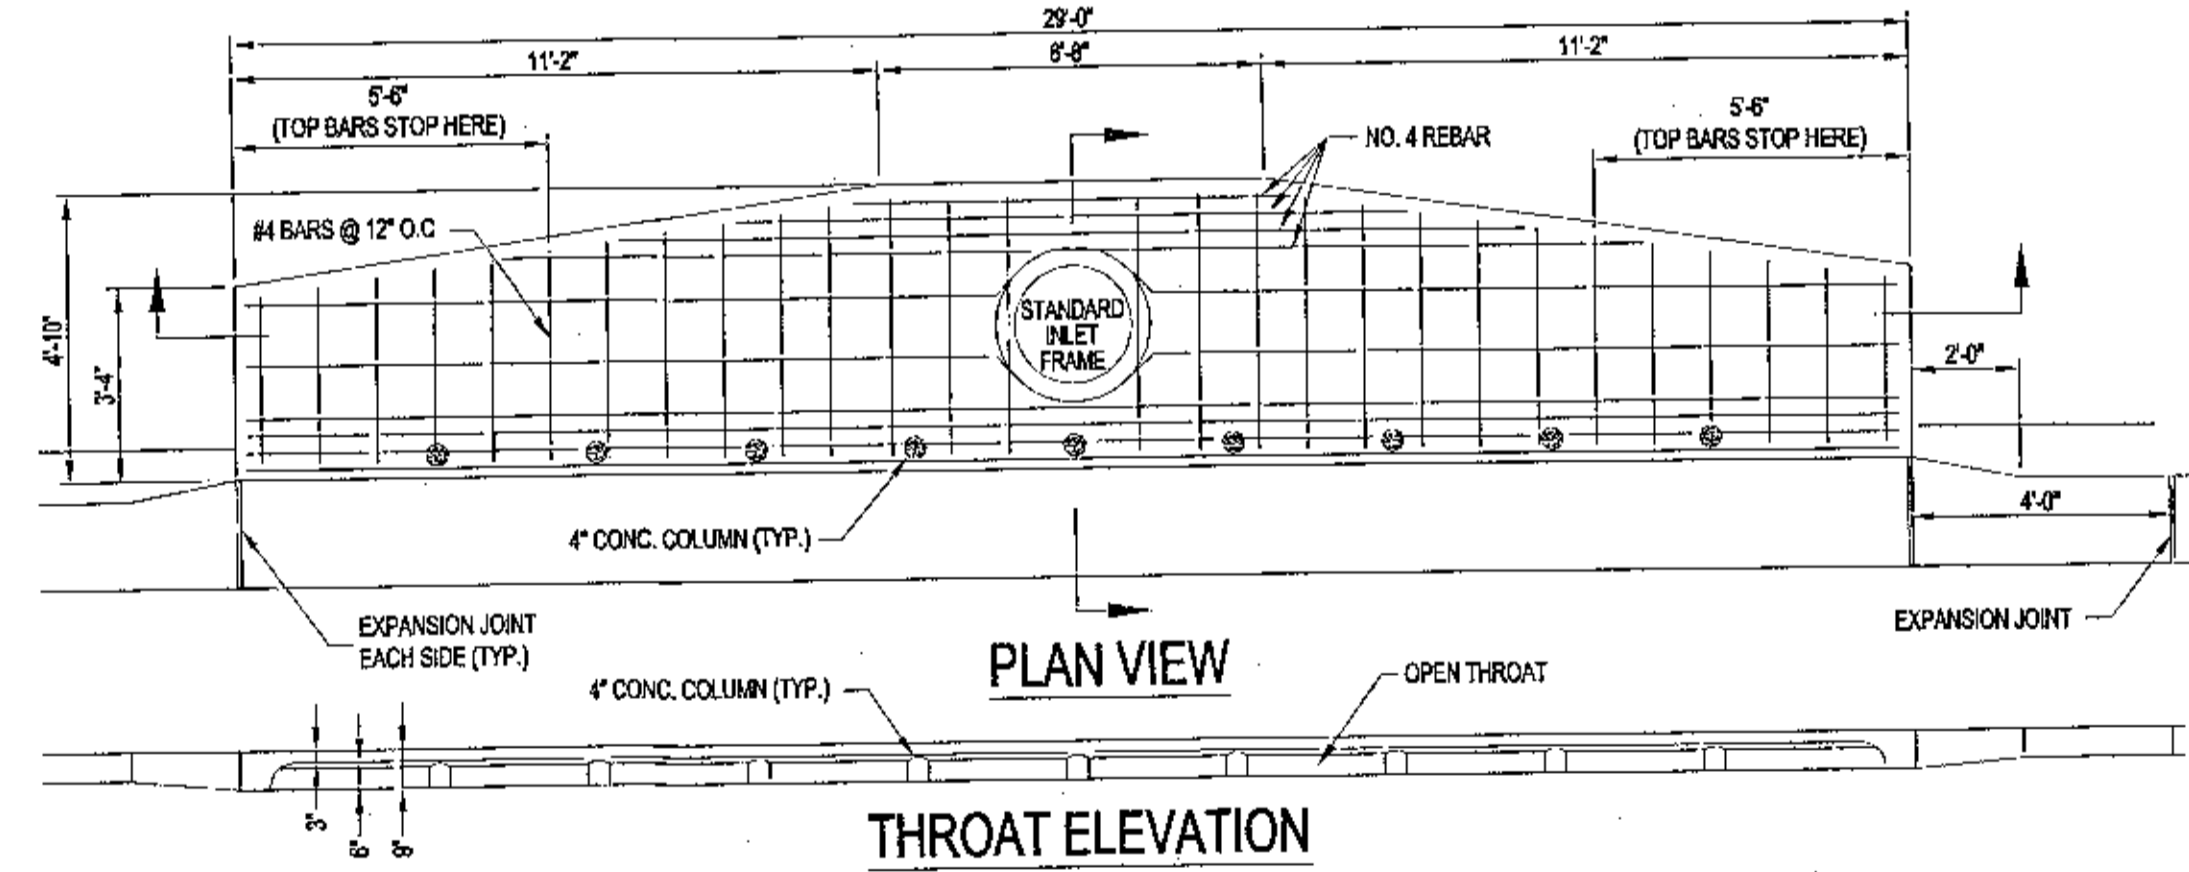 29'-0"
11'-2"
6'-8"
11'-2"
5'-6"
(TOP BARS STOP HERE)
5'-6"
(TOP BARS STOP HERE)
NO. 4 REBAR
#4 BARS @ 12" O.C
4'-10"
3'-4"
STANDARD
INLET
FRAME
2'-0"
4'-0"
4" CONC. COLUMN (TYP.)
EXPANSION JOINT
EACH SIDE (TYP.)
EXPANSION JOINT
PLAN VIEW
4" CONC. COLUMN (TYP.)
OPEN THROAT
3"
6"
9"
THROAT ELEVATION